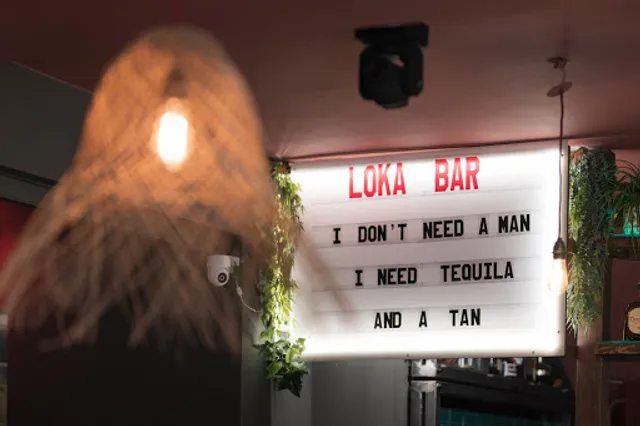 LOKA BAR
I DON'T NEED A MAN
I NEED TEQUILA
AND A TAN